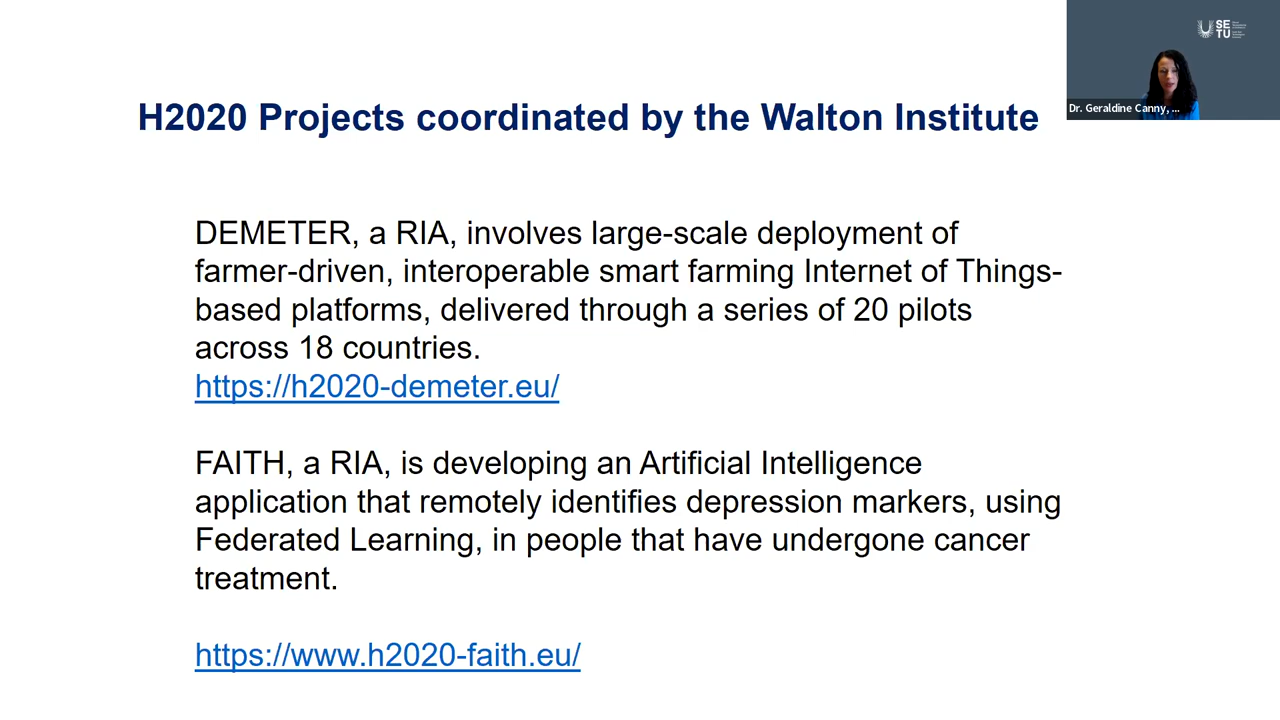 H2020 Projects coordinated by the Walton Institute
SE
TU
Dr. Geraldine Canny, ...
DEMETER, a RIA, involves large-scale deployment of
farmer-driven, interoperable smart farming Internet of Things-
based platforms, delivered through a series of 20 pilots
across 18 countries.
https://h2020-demeter.eu/
FAITH, a RIA, is developing an Artificial Intelligence
application that remotely identifies depression markers, using
Federated Learning, in people that have undergone cancer
treatment.
https://www.h2020-faith.eu/